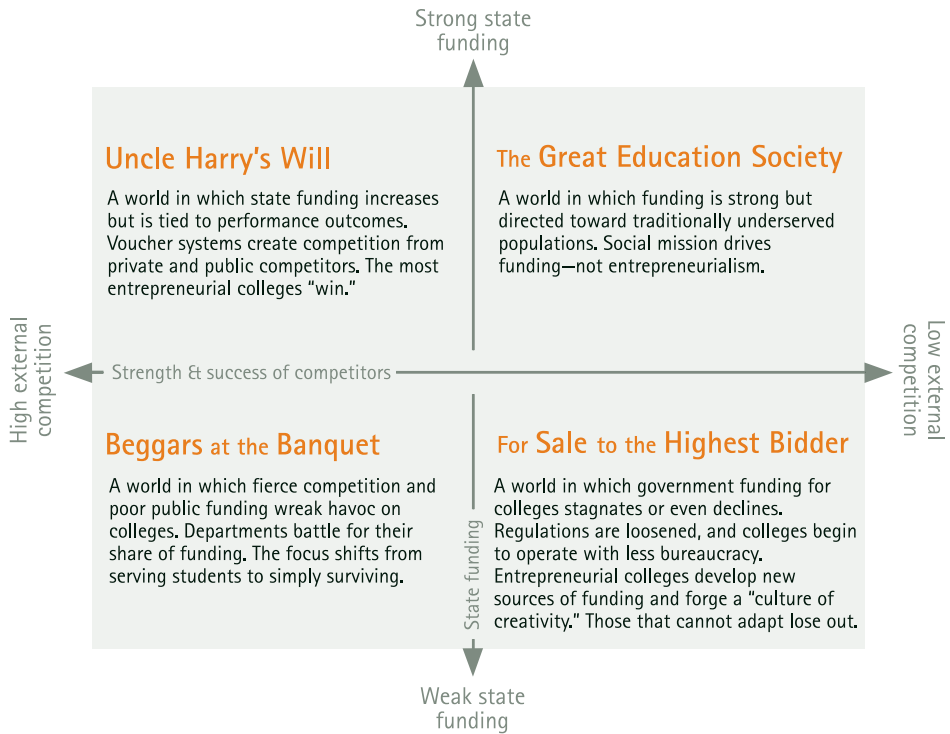 Strong state
funding
Uncle Harry's Will
A world in which state funding increases
but is tied to performance outcomes.
Voucher systems create competition from
private and public competitors. The most
entrepreneurial colleges “win.”
The Great Education Society
A world in which funding is strong but
directed toward traditionally underserved
populations. Social mission drives
funding—not entrepreneurialism.
High external
competition
Strength & success of competitors
Low external
competition
Beggars at the Banquet
A world in which fierce competition and
poor public funding wreak havoc on
colleges. Departments battle for their
share of funding. The focus shifts from
serving students to simply surviving.
State funding
For Sale to the Highest Bidder
A world in which government funding for
colleges stagnates or even declines.
Regulations are loosened, and colleges begin
to operate with less bureaucracy.
Entrepreneurial colleges develop new
sources of funding and forge a “culture of
creativity.” Those that cannot adapt lose out.
Weak state
funding